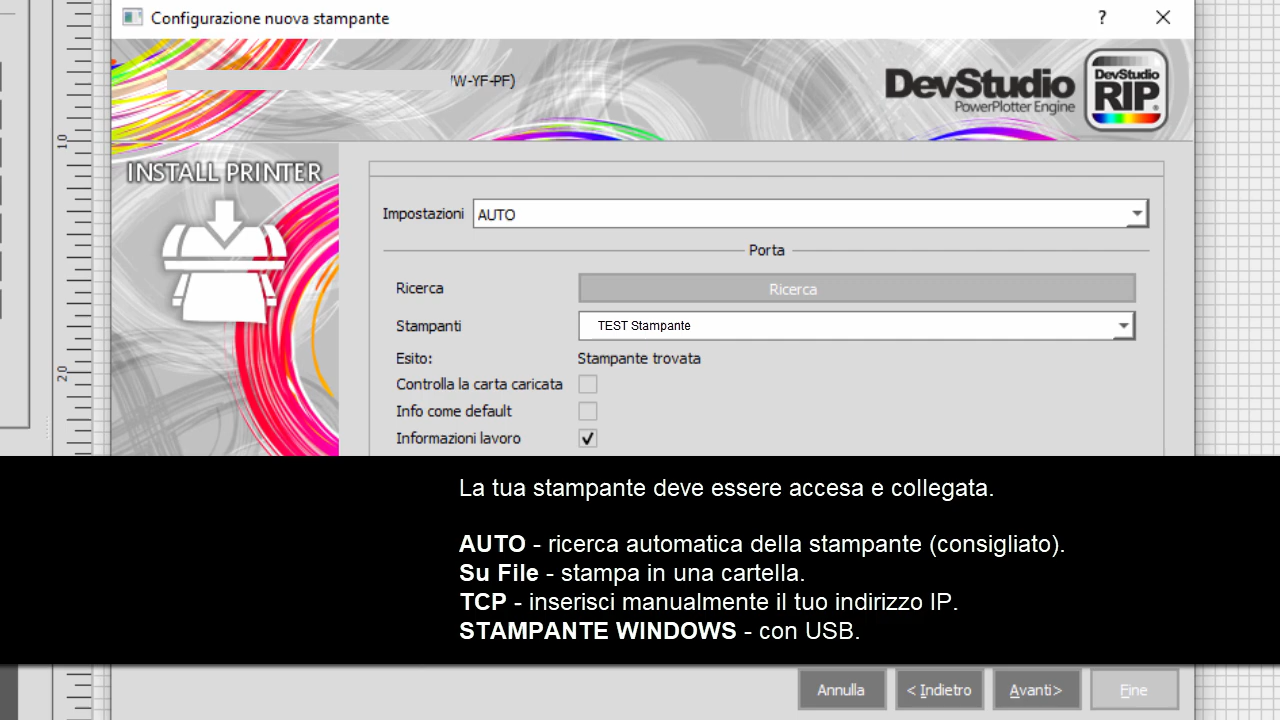 Configurazione nuova stampante
?
W-YF-PF)
DevStudio
PowerPlotter Engine
DevStudio
RIP
INSTALL PRINTER
10
20
Impostazioni AUTO
Porta
Ricerca Ricerca
Stampanti TEST Stampante
Esito: Stampante trovata
Controlla la carta caricata
Info come default
Informazioni lavoro
La tua stampante deve essere accesa e collegata.
AUTO - ricerca automatica della stampante (consigliato).
Su File - stampa in una cartella.
TCP - inserisci manualmente il tuo indirizzo IP.
STAMPANTE WINDOWS - con USB.
Annulla < Indietro Avanti> Fine